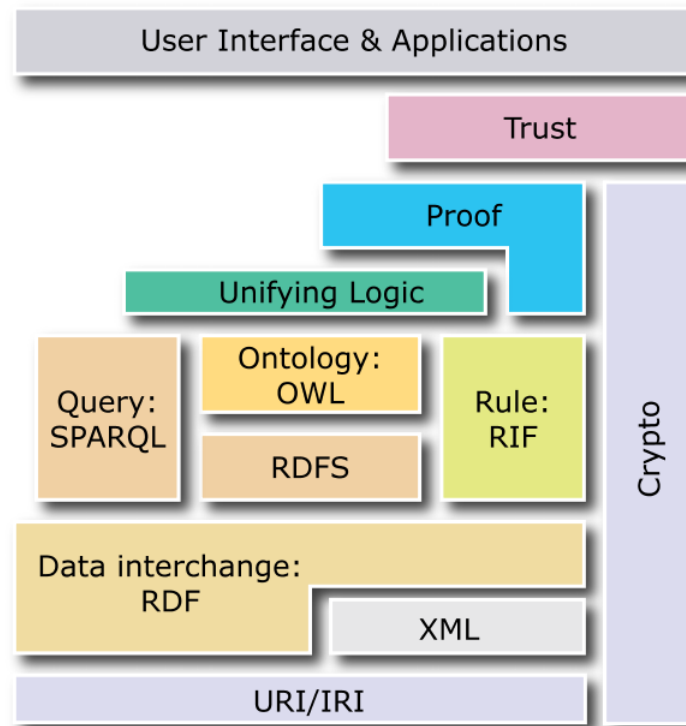 User Interface & Applications
Trust
Proof
Unifying Logic
Query:
SPARQL
Ontology:
OWL
RDFS
Rule:
RIF
Crypto
Data interchange:
RDF
XML
URI/IRI